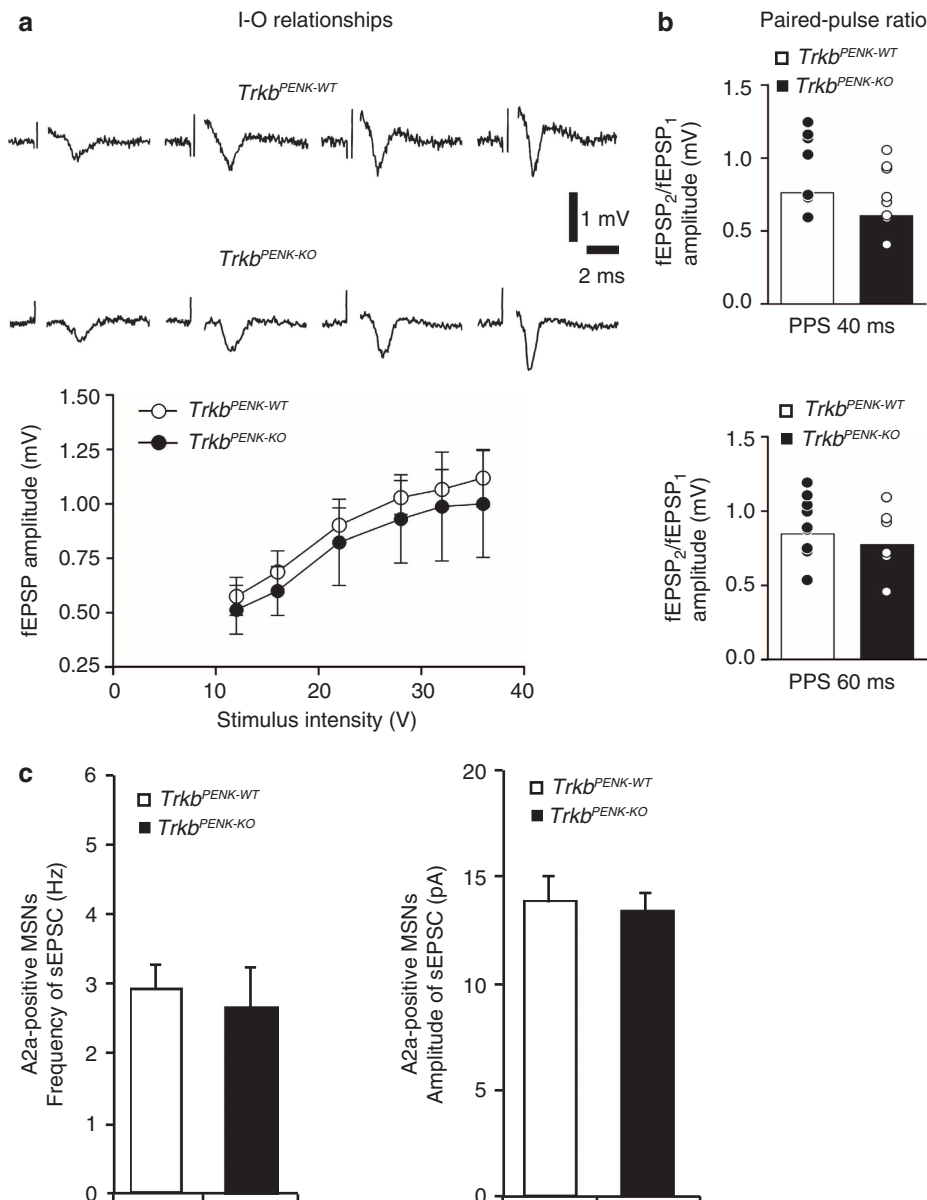 a
I-O relationships
Trkb^PENK-WT
1 mV
2 ms
Trkb^PENK-KO
fEPSP amplitude (mV)
1.50
1.25
1.00
0.75
0.50
0.25
Trkb^PENK-WT
Trkb^PENK-KO
0
10
20
30
40
Stimulus intensity (V)
b
Paired-pulse ratio
Trkb^PENK-WT
Trkb^PENK-KO
fEPSP2/fEPSP1
amplitude (mV)
1.5
1.0
0.5
0.0
PPS 40 ms
Trkb^PENK-WT
Trkb^PENK-KO
fEPSP2/fEPSP1
amplitude (mV)
1.5
1.0
0.5
0.0
PPS 60 ms
c
A2a-positive MSNs
Frequency of sEPSC (Hz)
6
5
4
3
2
1
0
Trkb^PENK-WT
Trkb^PENK-KO
A2a-positive MSNs
Amplitude of sEPSC (pA)
20
15
10
5
0
Trkb^PENK-WT
Trkb^PENK-KO